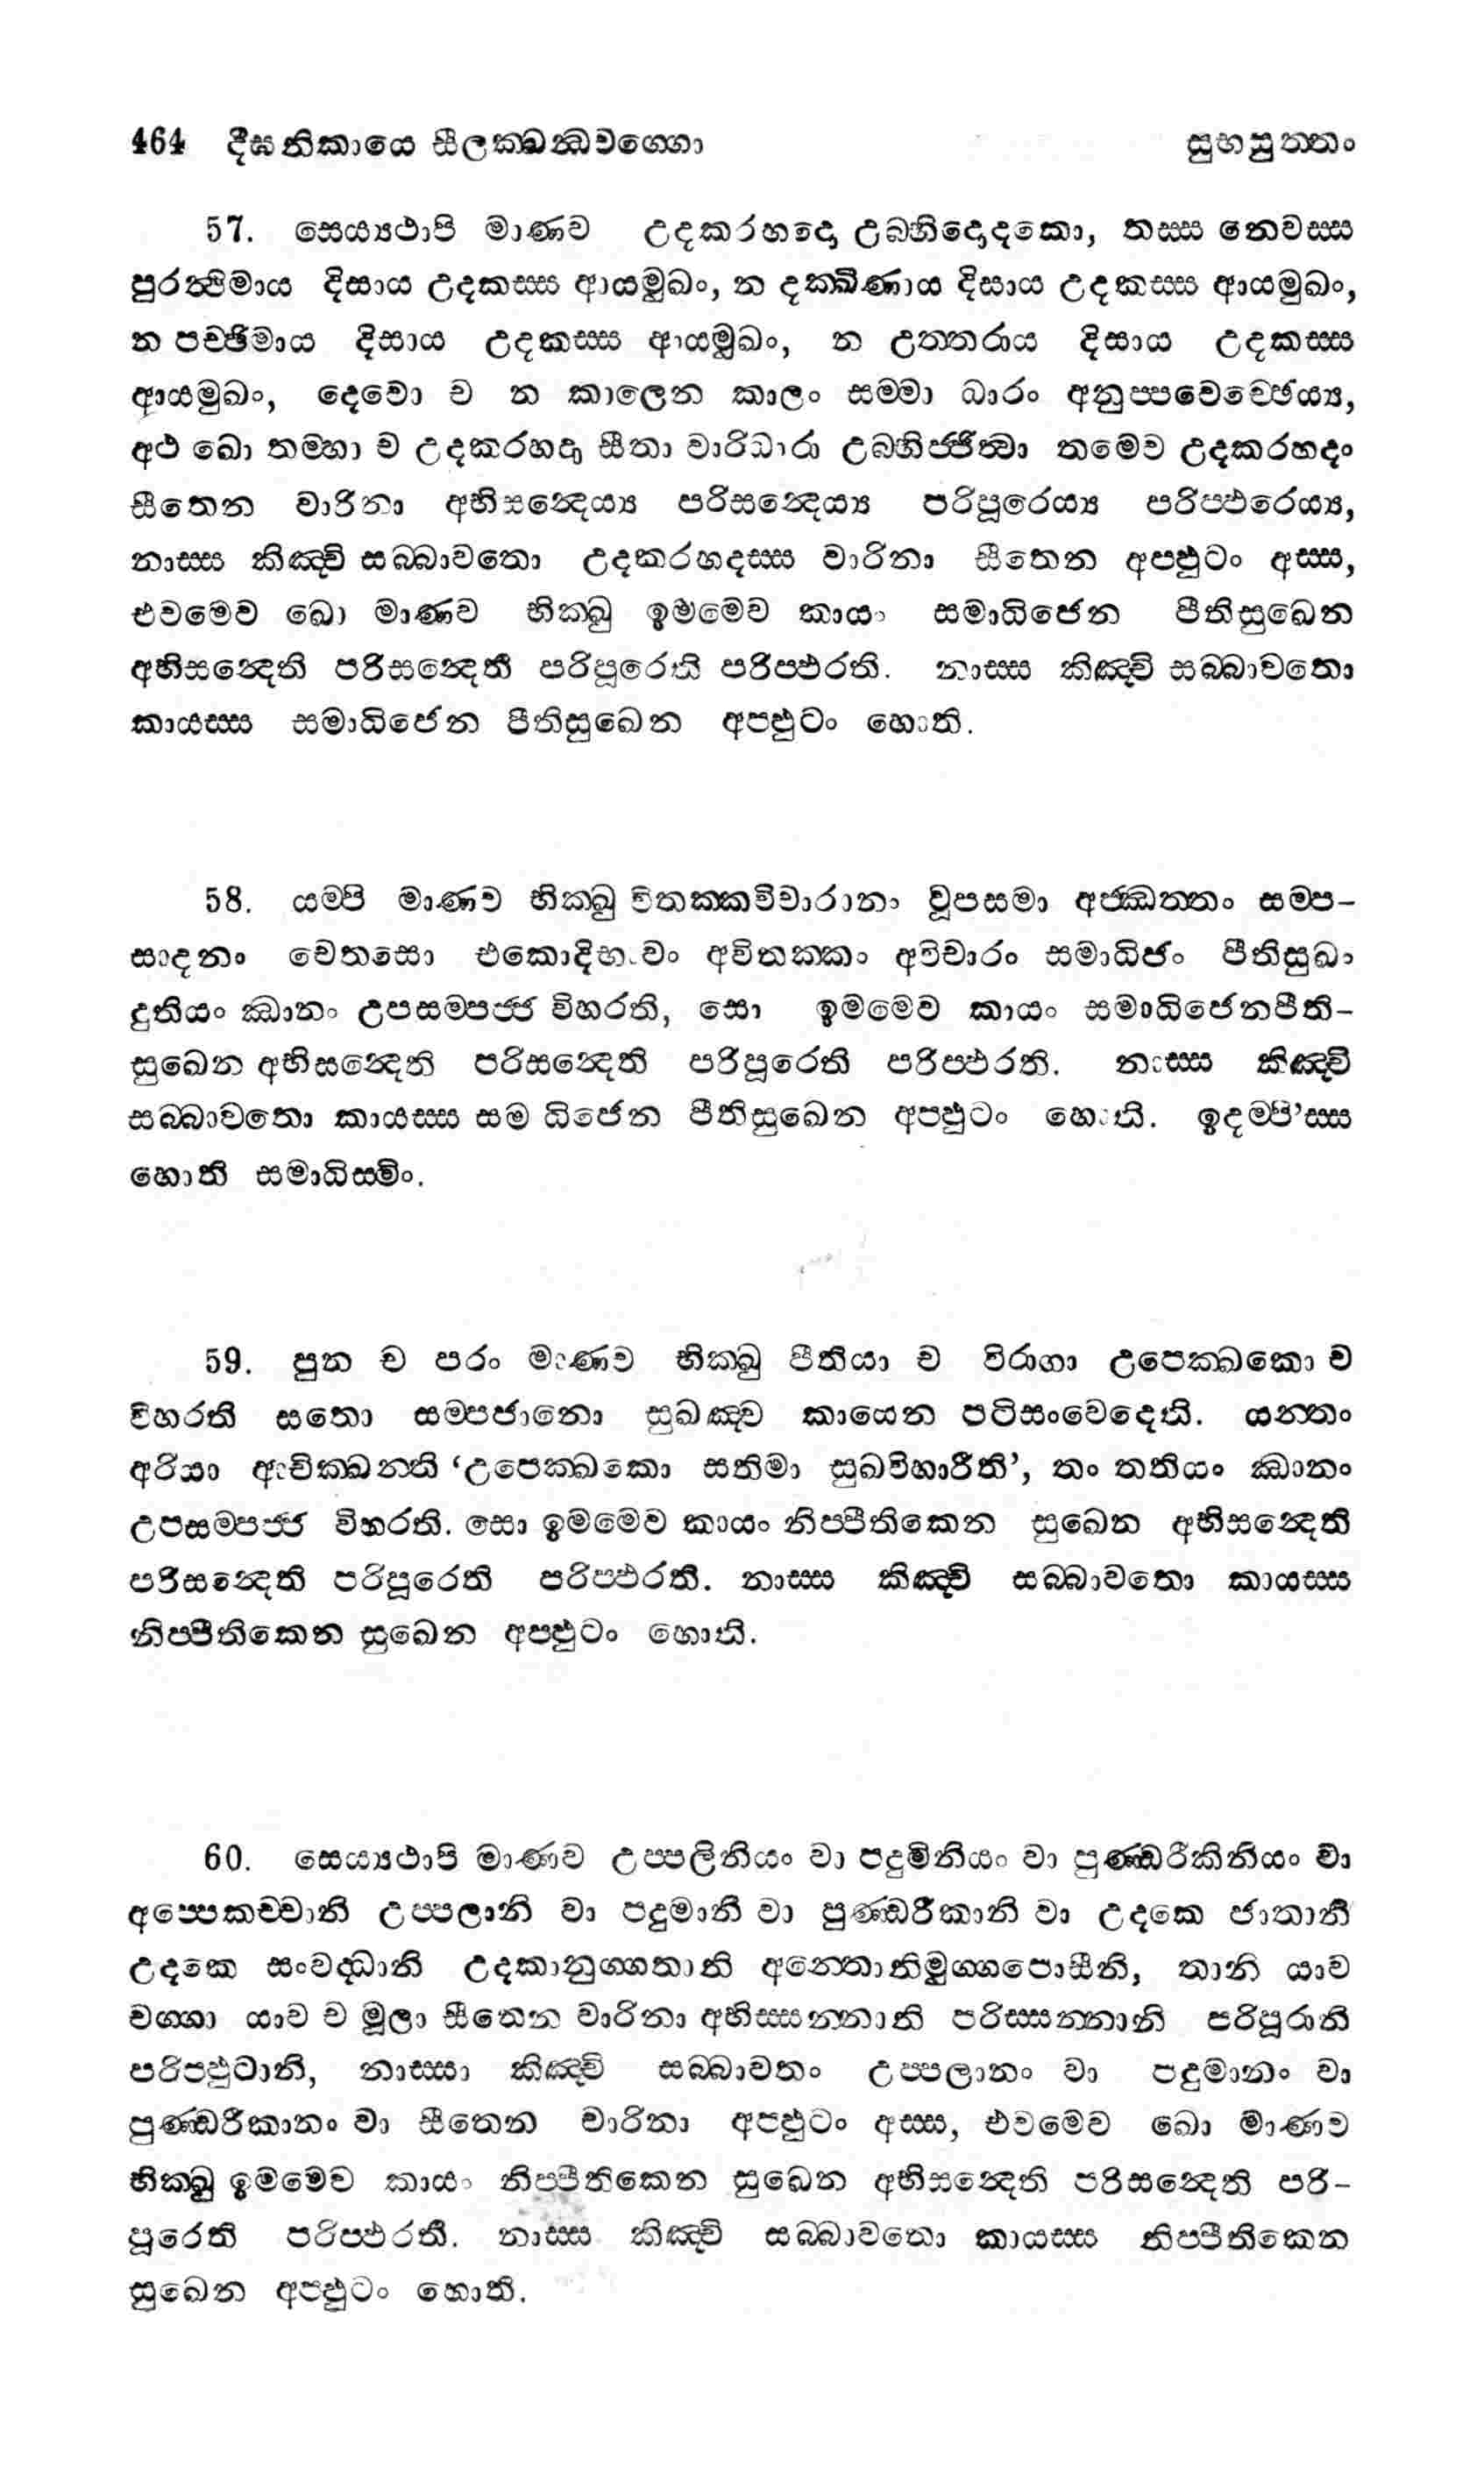 464 දීඝනිකායෙ සීලක්ඛන්ධවග්ගො සුභසුත්තං
57. සෙය්‍යථාපි මාණව උදකරහදො උබ්භිදොදකො, තස්ස නෙවස්ස
පුරත්ථිමාය දිසාය උදකස්ස ආයමුඛං, න දක්ඛිණාය දිසාය උදකස්ස ආයමුඛං,
න පච්ඡිමාය දිසාය උදකස්ස ආයමුඛං, න උත්තරාය දිසාය උදකස්ස
ආයමුඛං, දෙවො ච න කාලෙන කාලං සම්මා ධාරං අනුප්පවෙච්ඡෙය්‍ය,
අථ ඛො තම්හා ච උදකරහදා සීතා වාරිධාරා උබ්භිජ්ජිත්වා තමෙව උදකරහදං
සීතෙන වාරිනා අභිසන්දෙය්‍ය පරිසන්දෙය්‍ය පරිපූරෙය්‍ය පරිප්ඵරෙය්‍ය,
නාස්ස කිඤ්චි සබ්බාවතො උදකරහදස්ස වාරිනා සීතෙන අප්ඵුටං අස්ස,
එවමෙව ඛො මාණව භික්ඛු ඉමමෙව කායං සමාධිජෙන පීතිසුඛෙන
අභිසන්දෙති පරිසන්දෙති පරිපූරෙති පරිප්ඵරති. නාස්ස කිඤ්චි සබ්බාවතො
කායස්ස සමාධිජෙන පීතිසුඛෙන අප්ඵුටං හොති.
58. යම්පි මාණව භික්ඛු විතක්කවිචාරානං වූපසමා අජ්ඣත්තං සම්ප-
සාදනං චෙතසො එකොදිභාවං අවිතක්කං අවිචාරං සමාධිජං පීතිසුඛං
දුතියං ඣානං උපසම්පජ්ජ විහරති, සො ඉමමෙව කායං සමාධිජෙනපීති-
සුඛෙන අභිසන්දෙති පරිසන්දෙති පරිපූරෙති පරිප්ඵරති. නාස්ස කිඤ්චි
සබ්බාවතො කායස්ස සමාධිජෙන පීතිසුඛෙන අප්ඵුටං හොති. ඉදම්පි’ස්ස
හොති සමාධිස්මිං.
59. පුන ච පරං මාණව භික්ඛු පීතියා ච විරාගා උපෙක්ඛකො ච
විහරති සතො සම්පජානො සුඛඤ්ච කායෙන පටිසංවෙදෙති. යන්තං
අරියා ආචික්ඛන්ති ‘උපෙක්ඛකො සතිමා සුඛවිහාරීති’, තං තතියං ඣානං
උපසම්පජ්ජ විහරති. සො ඉමමෙව කායං නිප්පීතිකෙන සුඛෙන අභිසන්දෙති
පරිසන්දෙති පරිපූරෙති පරිප්ඵරති. නාස්ස කිඤ්චි සබ්බාවතො කායස්ස
නිප්පීතිකෙන සුඛෙන අප්ඵුටං හොති.
60. සෙය්‍යථාපි මාණව උප්පලිනියං වා පදුමිනියං වා පුණ්ඩරීකිනියං වා
අප්පෙකච්චානි උප්පලානි වා පදුමානි වා පුණ්ඩරීකානි වා උදකෙ ජාතානි
උදකෙ සංවද්ධානි උදකානුග්ගතානි අන්තොනිමුග්ගපොසීනි, තානි යාව
චග්ගා යාව ච මූලා සීතෙන වාරිනා අභිස්සන්නානි පරිස්සන්නානි පරිපූරානි
පරිප්ඵුටානි, නාස්සා කිඤ්චි සබ්බාවතං උප්පලානං වා පදුමානං වා
පුණ්ඩරීකානං වා සීතෙන වාරිනා අප්ඵුටං අස්ස, එවමෙව ඛො මාණව
භික්ඛු ඉමමෙව කායං නිප්පීතිකෙන සුඛෙන අභිසන්දෙති පරිසන්දෙති පරි-
පූරෙති පරිප්ඵරති. නාස්ස කිඤ්චි සබ්බාවතො කායස්ස නිප්පීතිකෙන
සුඛෙන අප්ඵුටං හොති.